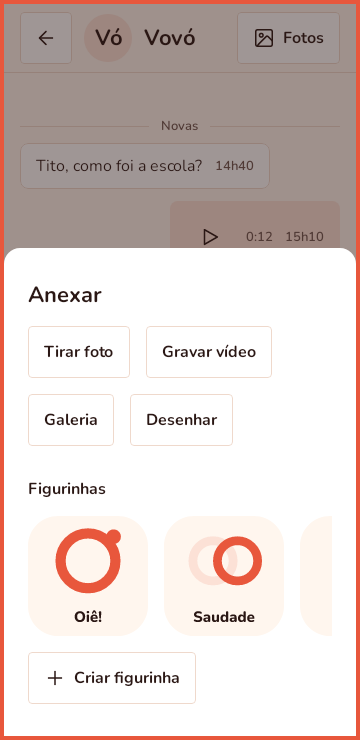 Vó Vovó Fotos
Novas
Tito, como foi a escola? 14h40
0:12 15h10
Anexar
Tirar foto Gravar vídeo
Galeria Desenhar
Figurinhas
Oiê! Saudade
Criar figurinha